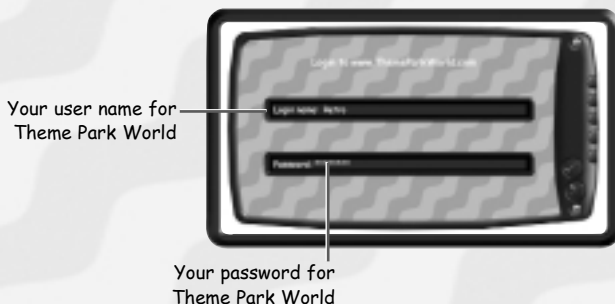 Login to www.ThemeParkWorld.com
Your user name for
Theme Park World
Login name: Retro
Password: *********
Your password for
Theme Park World